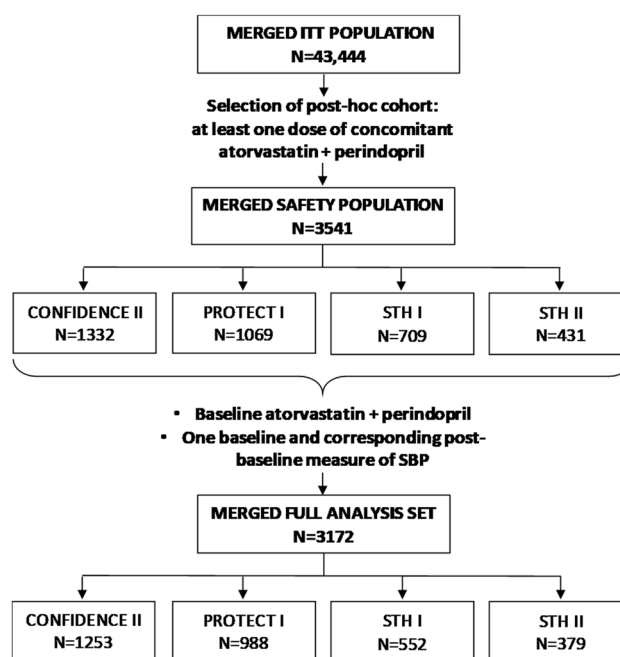 MERGED ITT POPULATION
N=43,444
Selection of post-hoc cohort:
at least one dose of concomitant
atorvastatin + perindopril
MERGED SAFETY POPULATION
N=3541
CONFIDENCE II
N=1332
PROTECT I
N=1069
STH I
N=709
STH II
N=431
• Baseline atorvastatin + perindopril
• One baseline and corresponding post-
baseline measure of SBP
MERGED FULL ANALYSIS SET
N=3172
CONFIDENCE II
N=1253
PROTECT I
N=988
STH I
N=552
STH II
N=379